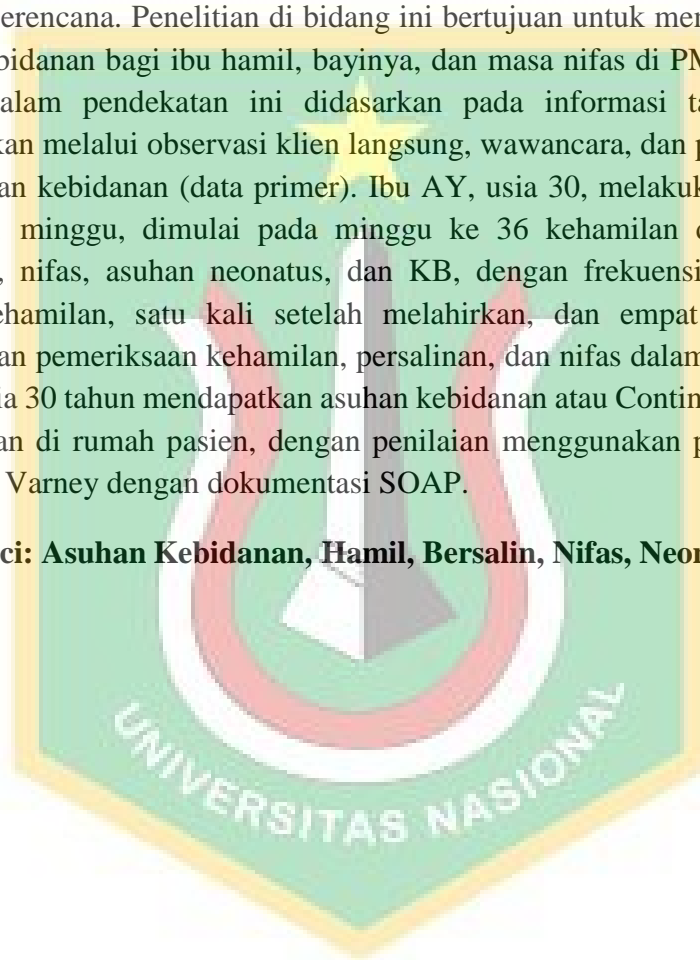 erencana. Penelitian di bidang ini bertujuan untuk men
bidanan bagi ibu hamil, bayinya, dan masa nifas di PM
alam pendekatan ini didasarkan pada informasi ta
kan melalui observasi klien langsung, wawancara, dan p
an kebidanan (data primer). Ibu AY, usia 30, melakuk
minggu, dimulai pada minggu ke 36 kehamilan
, nifas, asuhan neonatus, dan KB, dengan frekuensi
ehamilan, satu kali setelah melahirkan, dan empat
an pemeriksaan kehamilan, persalinan, dan nifas dalam
ia 30 tahun mendapatkan asuhan kebidanan atau Contin
an di rumah pasien, dengan penilaian menggunakan p
Varney dengan dokumentasi SOAP.
ci: Asuhan Kebidanan, Hamil, Bersalin, Nifas, Neon
UNIVERSITAS NASIONAL